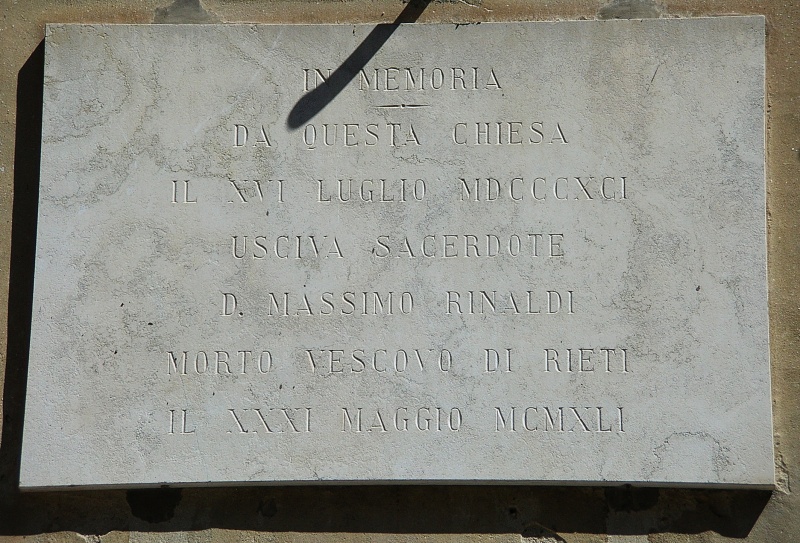 IN MEMORIA
DA QUESTA CHIESA
IL XVI LUGLIO MDCCCXCI
USCIVA SACERDOTE
D. MASSIMO RINALDI
MORTO VESCOVO DI RIETI
IL XXXI MAGGIO MCMXLI